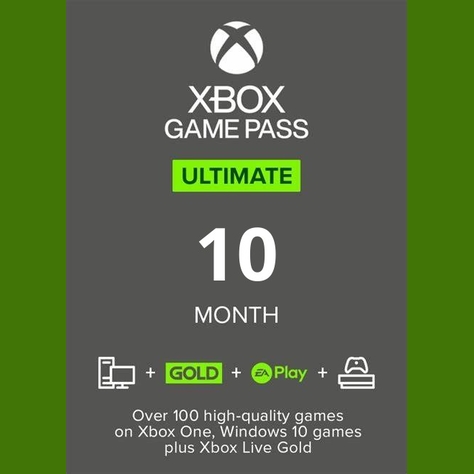 XBOX
GAME PASS
ULTIMATE
10
MONTH
+ GOLD + EA Play +
Over 100 high-quality games
on Xbox One, Windows 10 games
plus Xbox Live Gold